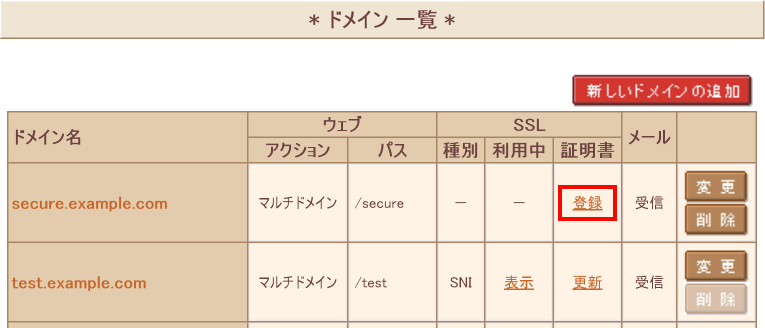 * ドメイン 一覧 *
新しいドメインの追加
ドメイン名 ウェブ SSL メール
アクション パス 種別 利用中 証明書
secure.example.com マルチドメイン /secure － － 登録 受信 変更
削除
test.example.com マルチドメイン /test SNI 表示 更新 受信 変更
削除